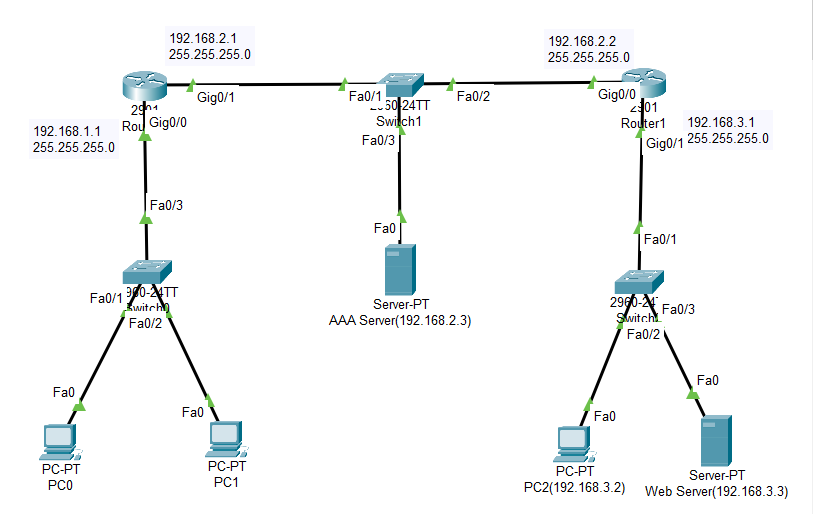 192.168.2.1
255.255.255.0
192.168.2.2
255.255.255.0
Gig0/1
Fa0/1
Fa0/2
Gig0/0
2901
Gig0/0
Switch1
Fa0/3
2901
Router1
Gig0/1
192.168.1.1
255.255.255.0
192.168.3.1
255.255.255.0
Fa0/3
Fa0
Fa0/1
Fa0/1
Fa0/2
Server-PT
AAA Server(192.168.2.3)
Fa0/3
Fa0/2
Fa0
Fa0
Fa0
Fa0
PC-PT
PC0
PC-PT
PC1
PC-PT
PC2(192.168.3.2)
Server-PT
Web Server(192.168.3.3)